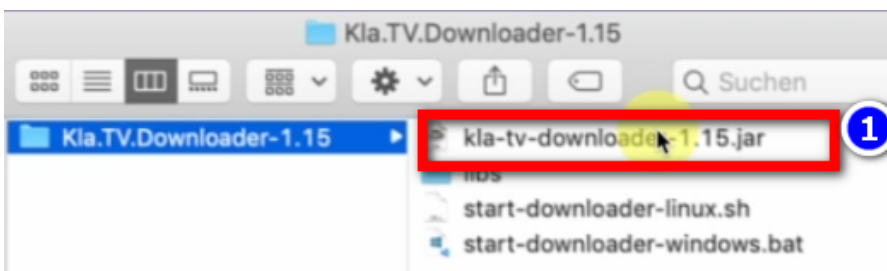 Kla.TV.Downloader-1.15
Suchen
Kla.TV.Downloader-1.15
kla-tv-downloader-1.15.jar
1
libs
start-downloader-linux.sh
start-downloader-windows.bat